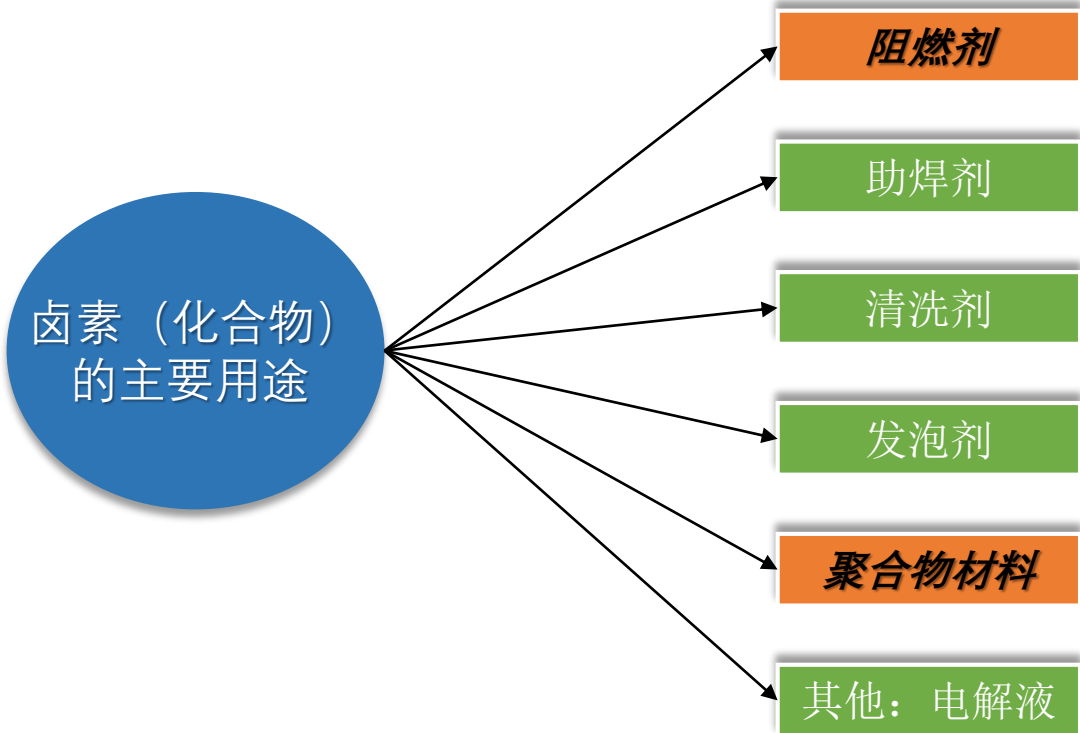 卤素（化合物）
的主要用途
阻燃剂
助焊剂
清洗剂
发泡剂
聚合物材料
其他：电解液